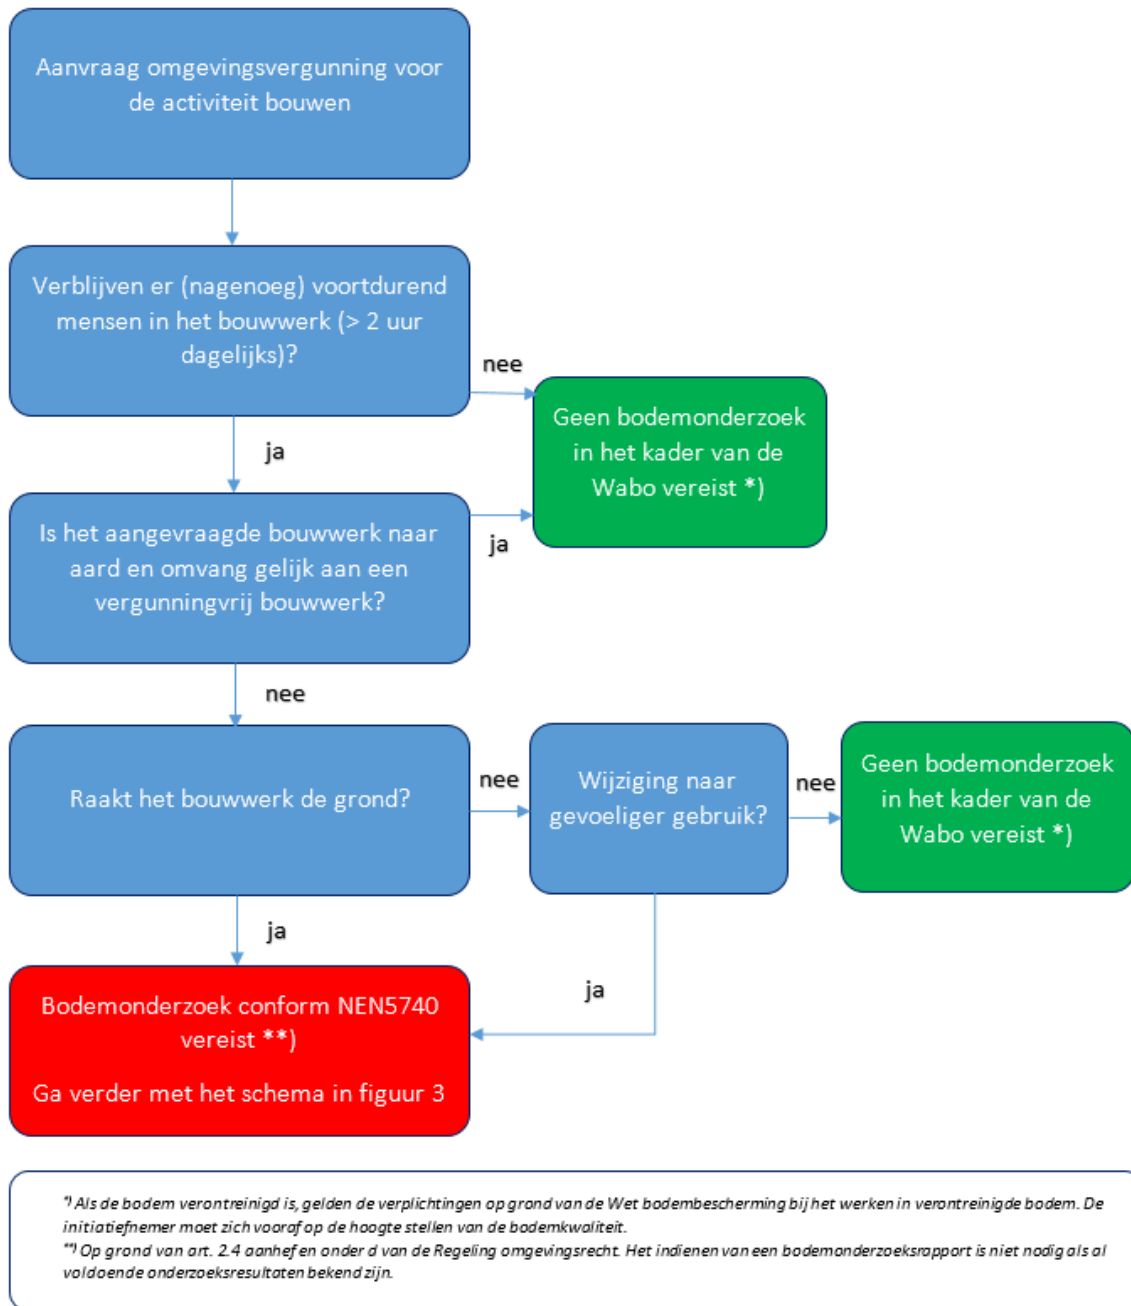 Aanvraag omgevingsvergunning voor
de activiteit bouwen
Verblijven er (nagenoeg) voortdurend
mensen in het bouwwerk (> 2 uur
dagelijks)?
nee
Geen bodemonderzoek
in het kader van de
Wabo vereist *)
ja
Is het aangevraagde bouwwerk naar
aard en omvang gelijk aan een
vergunningvrij bouwwerk?
ja
nee
Raakt het bouwwerk de grond?
nee
Wijziging naar
gevoeliger gebruik?
nee
Geen bodemonderzoek
in het kader van de
Wabo vereist *)
ja
ja
Bodemonderzoek conform NEN5740
vereist **)
Ga verder met het schema in figuur 3
*) Als de bodem verontreinigd is, gelden de verplichtingen op grond van de Wet bodembescherming bij het werken in verontreinigde bodem. De
initiatiefnemer moet zich vooraf op de hoogte stellen van de bodemkwaliteit.
**) Op grond van art. 2.4 aanhef en onder d van de Regeling omgevingsrecht. Het indienen van een bodemonderzoeksrapport is niet nodig als al
voldoende onderzoeksresultaten bekend zijn.